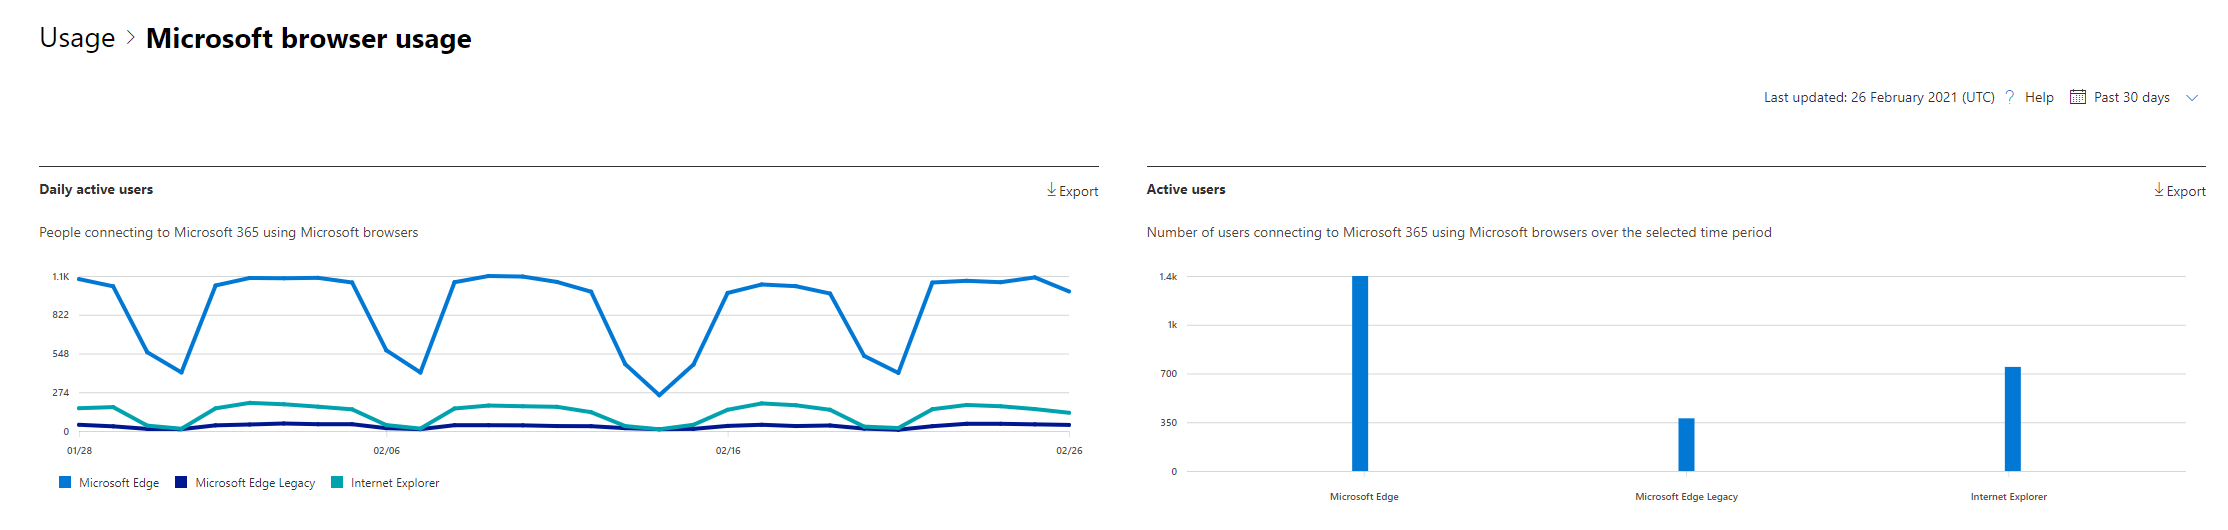 Usage > Microsoft browser usage
Last updated: 26 February 2021 (UTC) ? Help Past 30 days
Daily active users
Export
People connecting to Microsoft 365 using Microsoft browsers
1.1K
822
548
274
0
01/28 02/06 02/16 02/26
Microsoft Edge Microsoft Edge Legacy Internet Explorer
Active users
Export
Number of users connecting to Microsoft 365 using Microsoft browsers over the selected time period
1.4k
1k
700
350
0
Microsoft Edge Microsoft Edge Legacy Internet Explorer